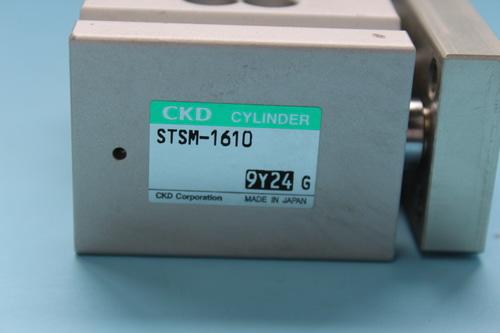 CKD CYLINDER
STSM-1610
9Y24 G
CKD Corporation MADE IN JAPAN